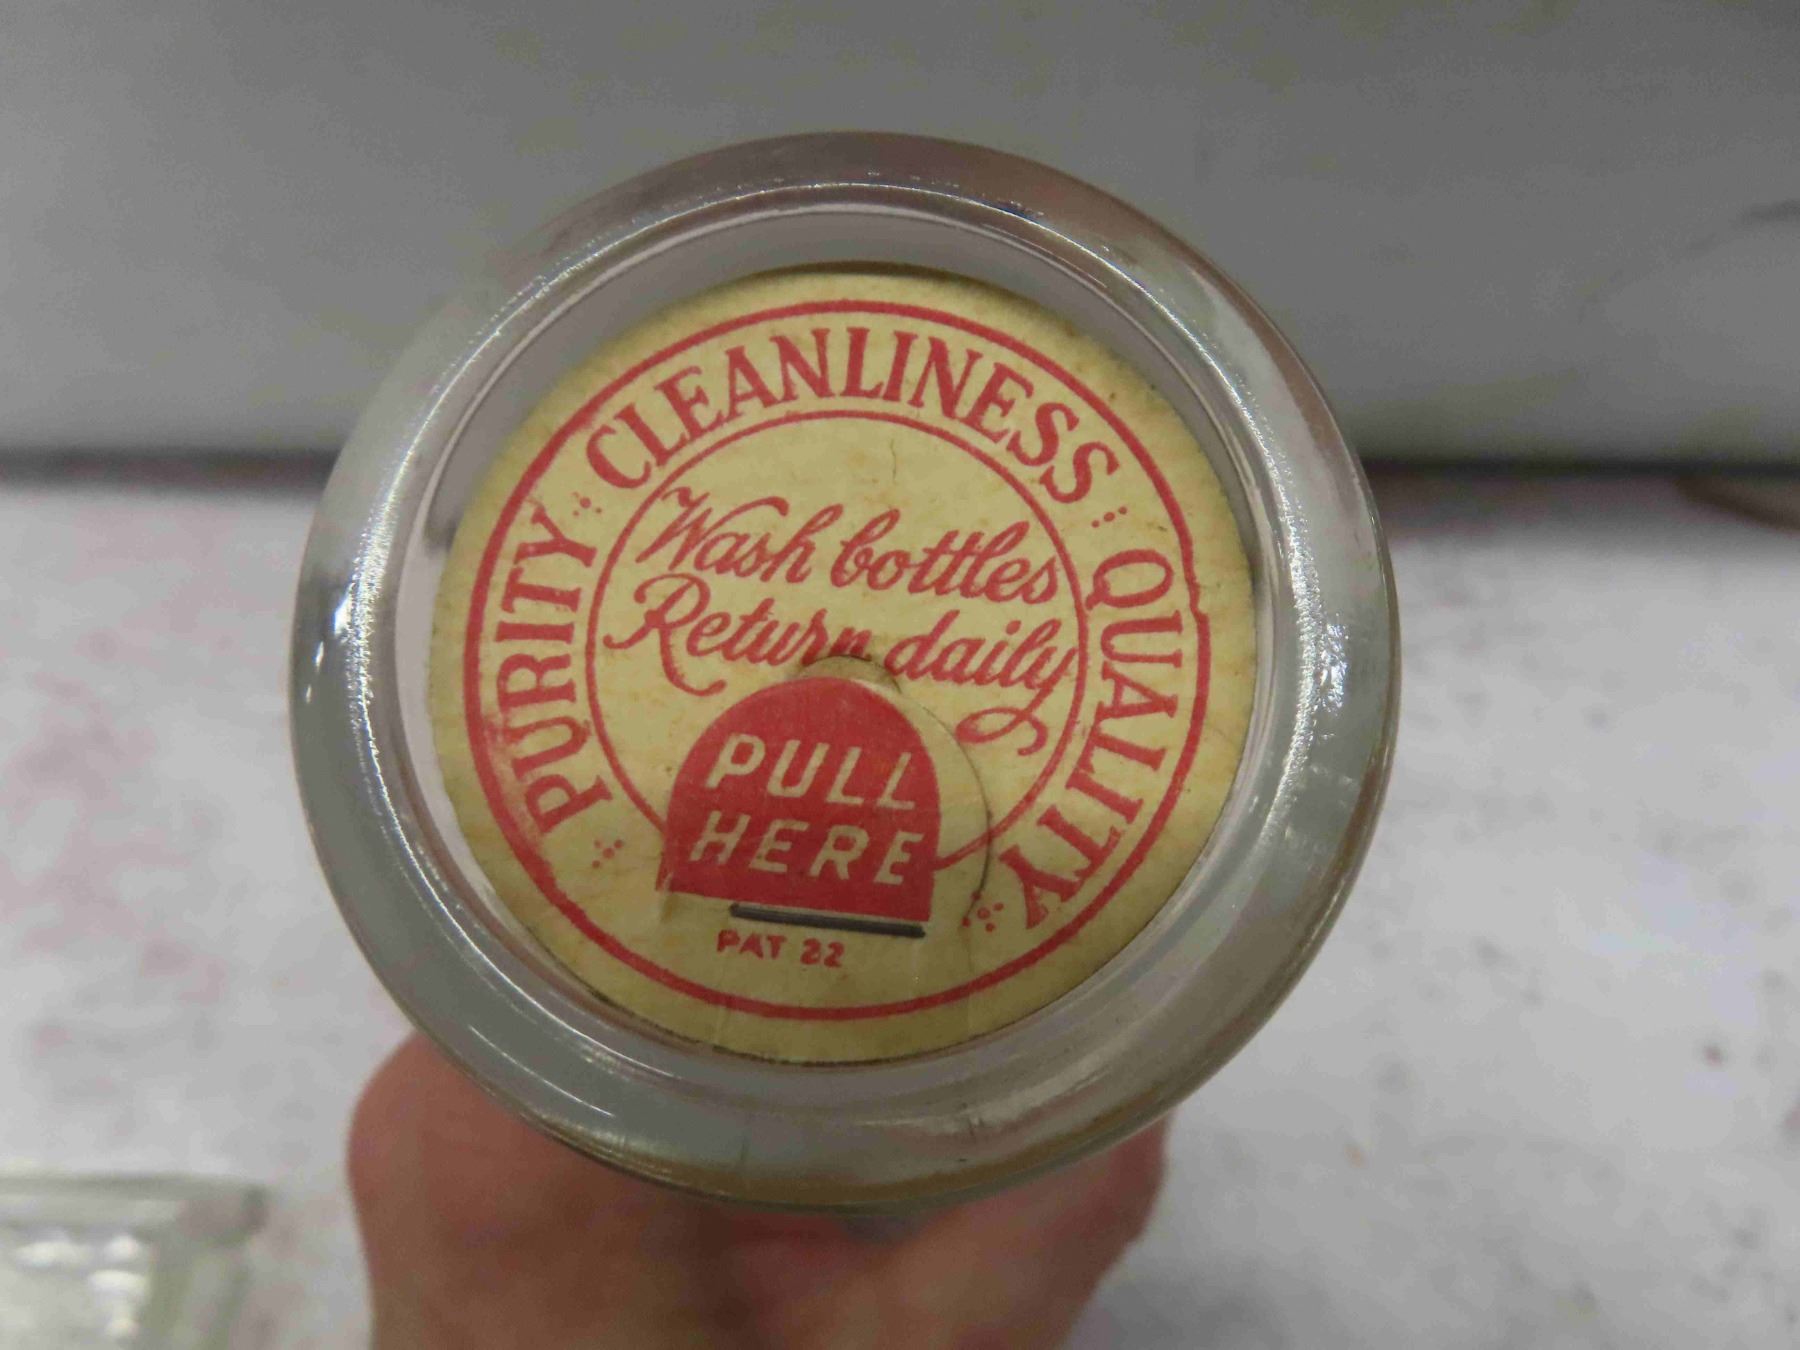 PURITY CLEANLINESS QUALITY
Wash bottles
Return daily
PULL
HERE
PAT 22